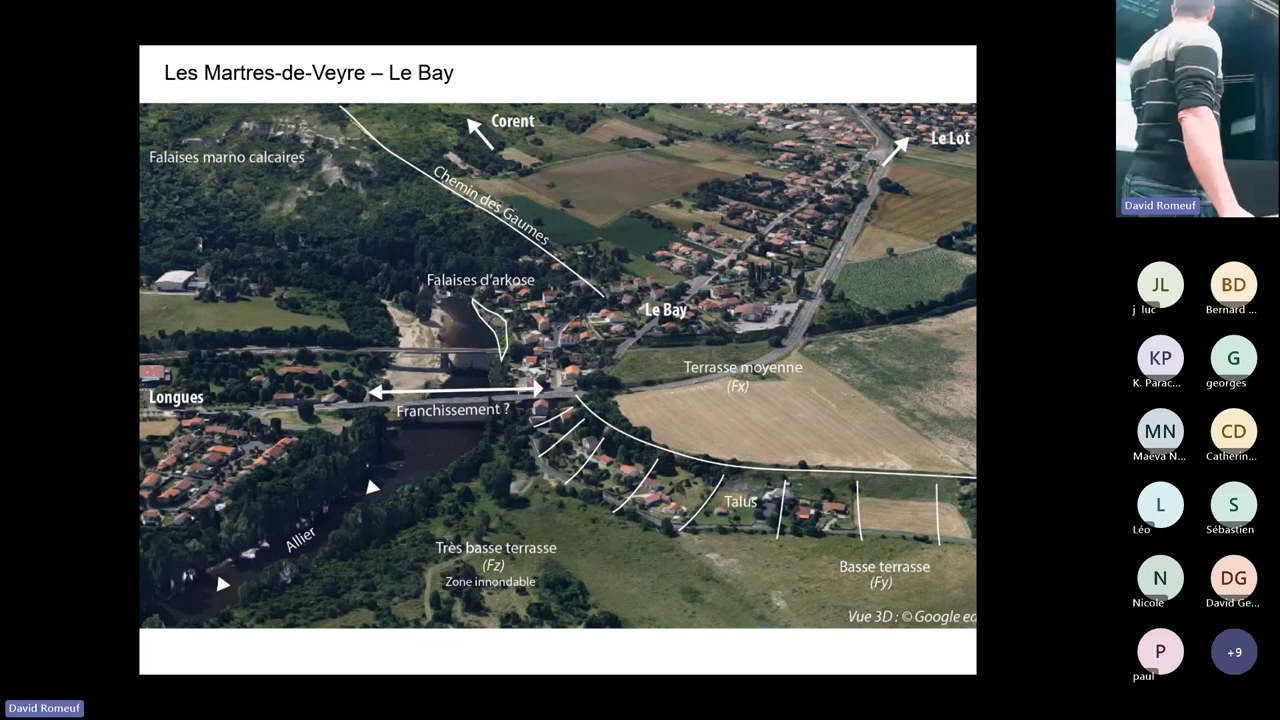 Les Martres-de-Veyre – Le Bay
Corent
Le Lot
Falaises marno calcaires
Chemin des Gaumes
Falaises d'arkose
Le Bay
Terrasse moyenne
(Fx)
Longues
Franchissement ?
Talus
Allier
Très basse terrasse
(Fz)
Zone innondable
Basse terrasse
(Fy)
Vue 3D : © Google ea
David Romeuf
JL
j luc
BD
Bernard ...
KP
K. Parac...
G
georges
MN
Maëva N...
CD
Catherin...
L
Léo
S
Sébastien
N
Nicole
DG
David Ge...
P
paul
+9
David Romeuf